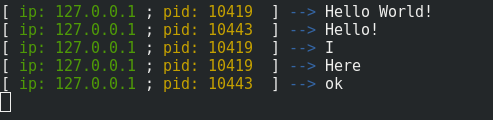 [ ip: 127.0.0.1 ; pid: 10419  ] --> Hello World!
[ ip: 127.0.0.1 ; pid: 10443  ] --> Hello!
[ ip: 127.0.0.1 ; pid: 10419  ] --> I
[ ip: 127.0.0.1 ; pid: 10419  ] --> Here
[ ip: 127.0.0.1 ; pid: 10443  ] --> ok